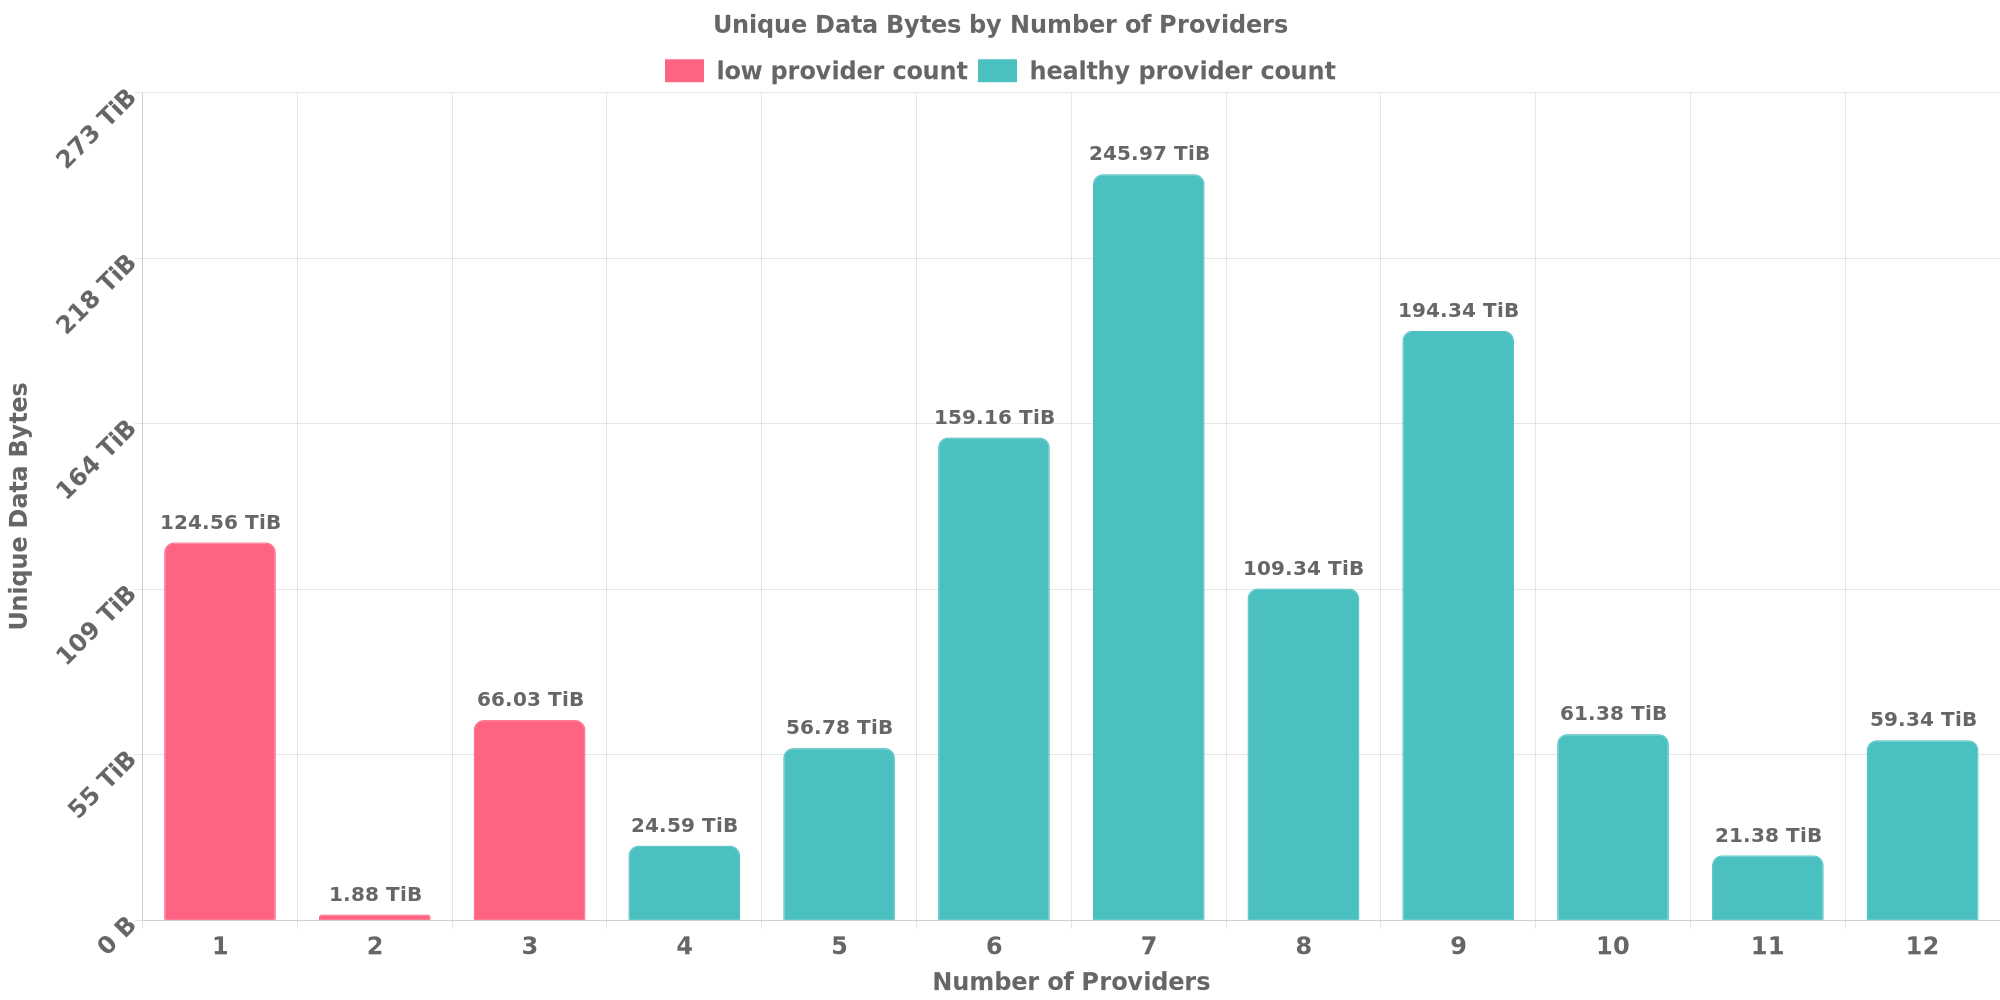 Unique Data Bytes by Number of Providers
low provider count healthy provider count
273 TiB
218 TiB
164 TiB
109 TiB
55 TiB
0 B
Unique Data Bytes
124.56 TiB
1.88 TiB
66.03 TiB
24.59 TiB
56.78 TiB
159.16 TiB
245.97 TiB
109.34 TiB
194.34 TiB
61.38 TiB
21.38 TiB
59.34 TiB
1 2 3 4 5 6 7 8 9 10 11 12
Number of Providers